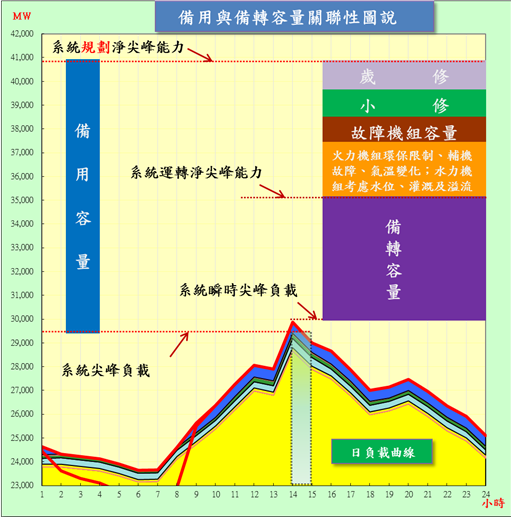 備用與備轉容量關聯性圖說
MW
42,000
41,000
40,000
39,000
38,000
37,000
36,000
35,000
34,000
33,000
32,000
31,000
30,000
29,000
28,000
27,000
26,000
25,000
24,000
23,000
系統規劃淨尖峰能力
備用容量
歲 修
小 修
故障機組容量
火力機組環保限制、輔機
故障、氣溫變化；水力機
組考慮水位、灌溉及溢流
系統運轉淨尖峰能力
備轉容量
系統瞬時尖峰負載
系統尖峰負載
日負載曲線
1 2 3 4 5 6 7 8 9 10 11 12 13 14 15 16 17 18 19 20 21 22 23 24
小時